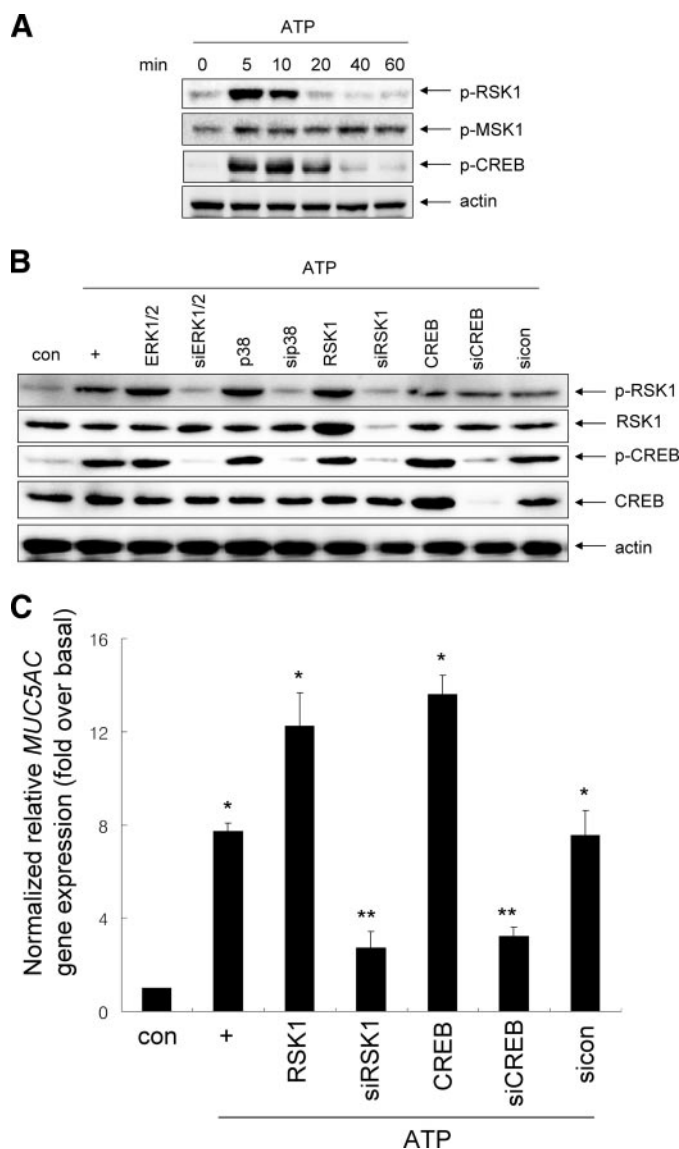 A
ATP
min 0 5 10 20 40 60
p-RSK1
p-MSK1
p-CREB
actin
B
ATP
con + ERK1/2 siERK1/2 p38 sip38 RSK1 siRSK1 CREB siCREB sicon
p-RSK1
RSK1
p-CREB
CREB
actin
C
Normalized relative MUC5AC
gene expression (fold over basal)
16
12
8
4
0
* * ** * ** *
con + RSK1 siRSK1 CREB siCREB sicon
ATP